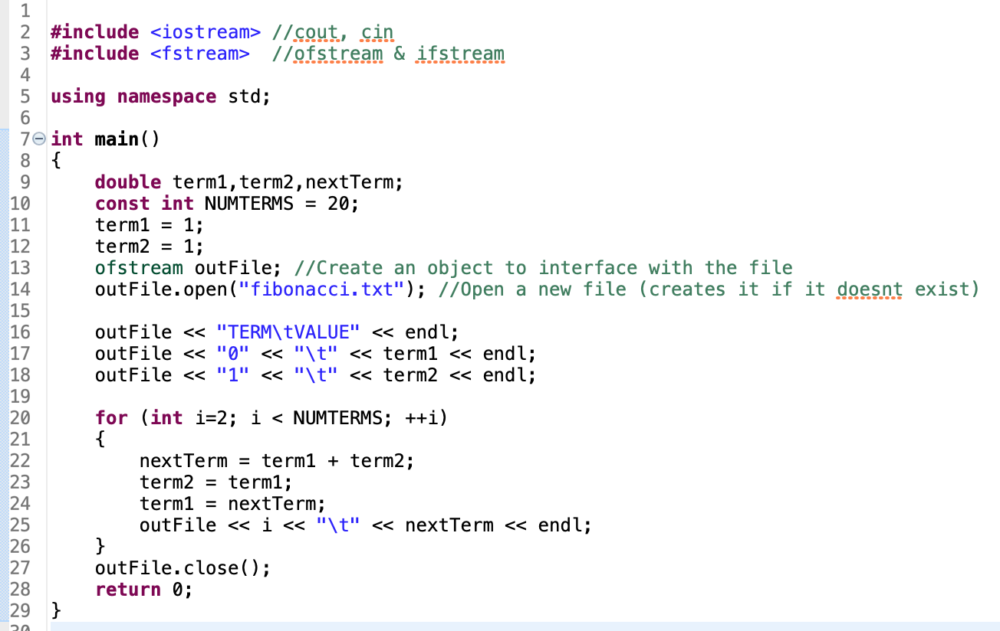 1
2 #include <iostream> //cout, cin
3 #include <fstream>  //ofstream & ifstream
4
5 using namespace std;
6
7 int main()
8 {
9     double term1,term2,nextTerm;
10     const int NUMTERMS = 20;
11     term1 = 1;
12     term2 = 1;
13     ofstream outFile; //Create an object to interface with the file
14     outFile.open("fibonacci.txt"); //Open a new file (creates it if it doesnt exist)
15
16     outFile << "TERM\tVALUE" << endl;
17     outFile << "0" << "\t" << term1 << endl;
18     outFile << "1" << "\t" << term2 << endl;
19
20     for (int i=2; i < NUMTERMS; ++i)
21     {
22         nextTerm = term1 + term2;
23         term2 = term1;
24         term1 = nextTerm;
25         outFile << i << "\t" << nextTerm << endl;
26     }
27     outFile.close();
28     return 0;
29 }
30